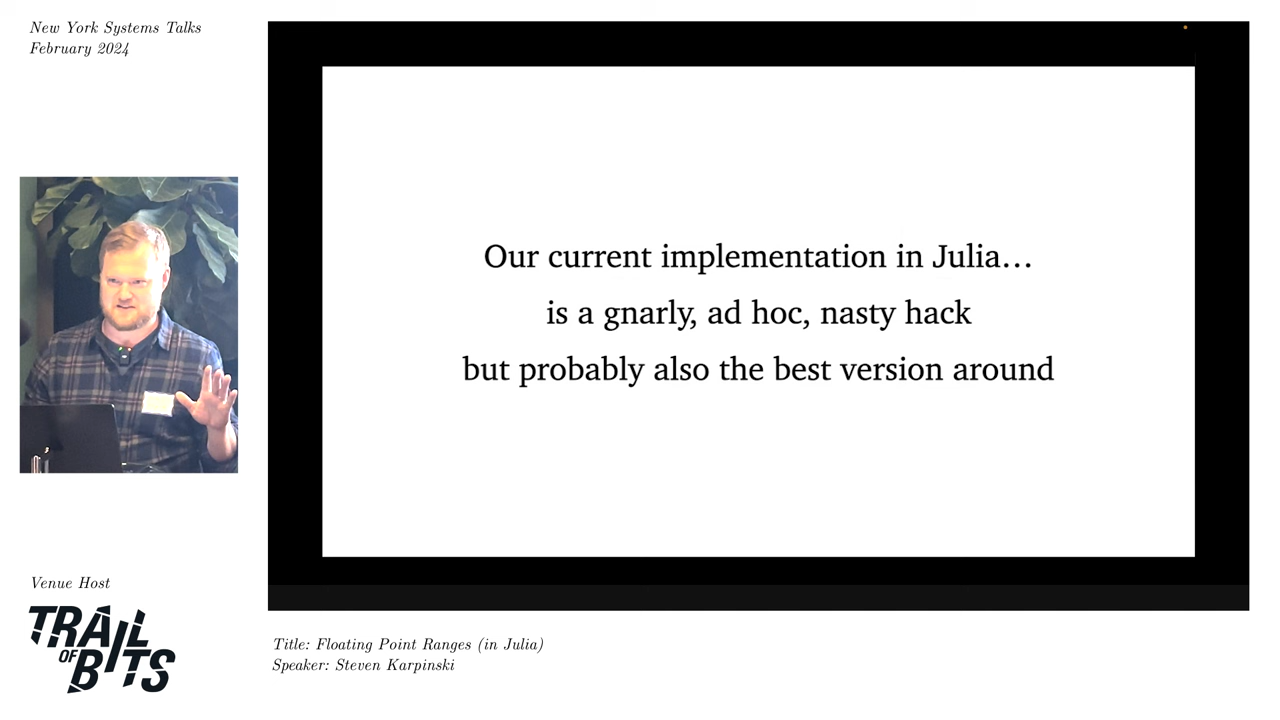 New York Systems Talks
February 2024
Our current implementation in Julia…
is a gnarly, ad hoc, nasty hack
but probably also the best version around
Venue Host
TRAIL
OF
BITS
Title: Floating Point Ranges (in Julia)
Speaker: Steven Karpinski